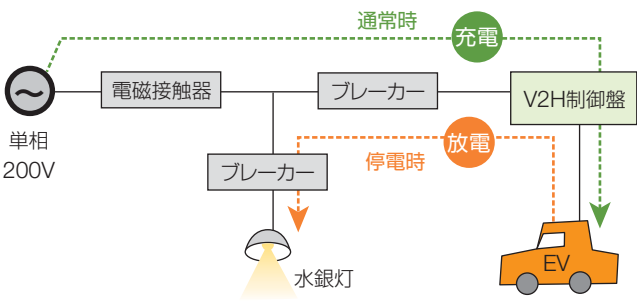 通常時
充電
電磁接触器
ブレーカー
V2H制御盤
単相
200V
放電
停電時
ブレーカー
水銀灯
EV